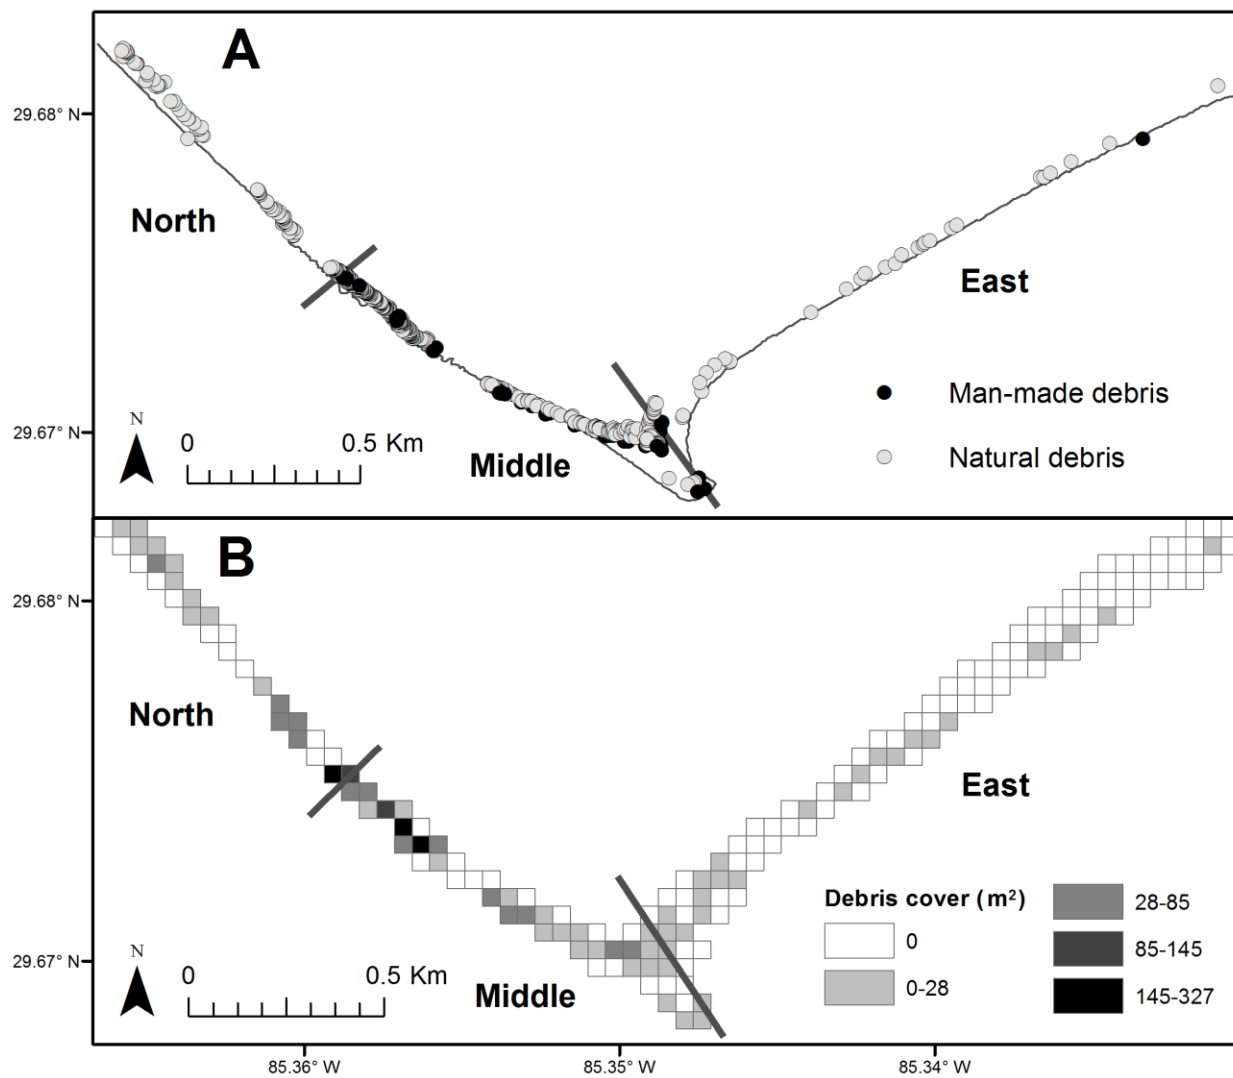 A
29.68° N
North
East
Man-made debris
N
0
0.5 Km
29.67° N
Middle
Natural debris
B
29.68° N
North
East
Debris cover (m²)
28-85
0
85-145
N
0
0.5 Km
29.67° N
0-28
145-327
Middle
85.36° W
85.35° W
85.34° W